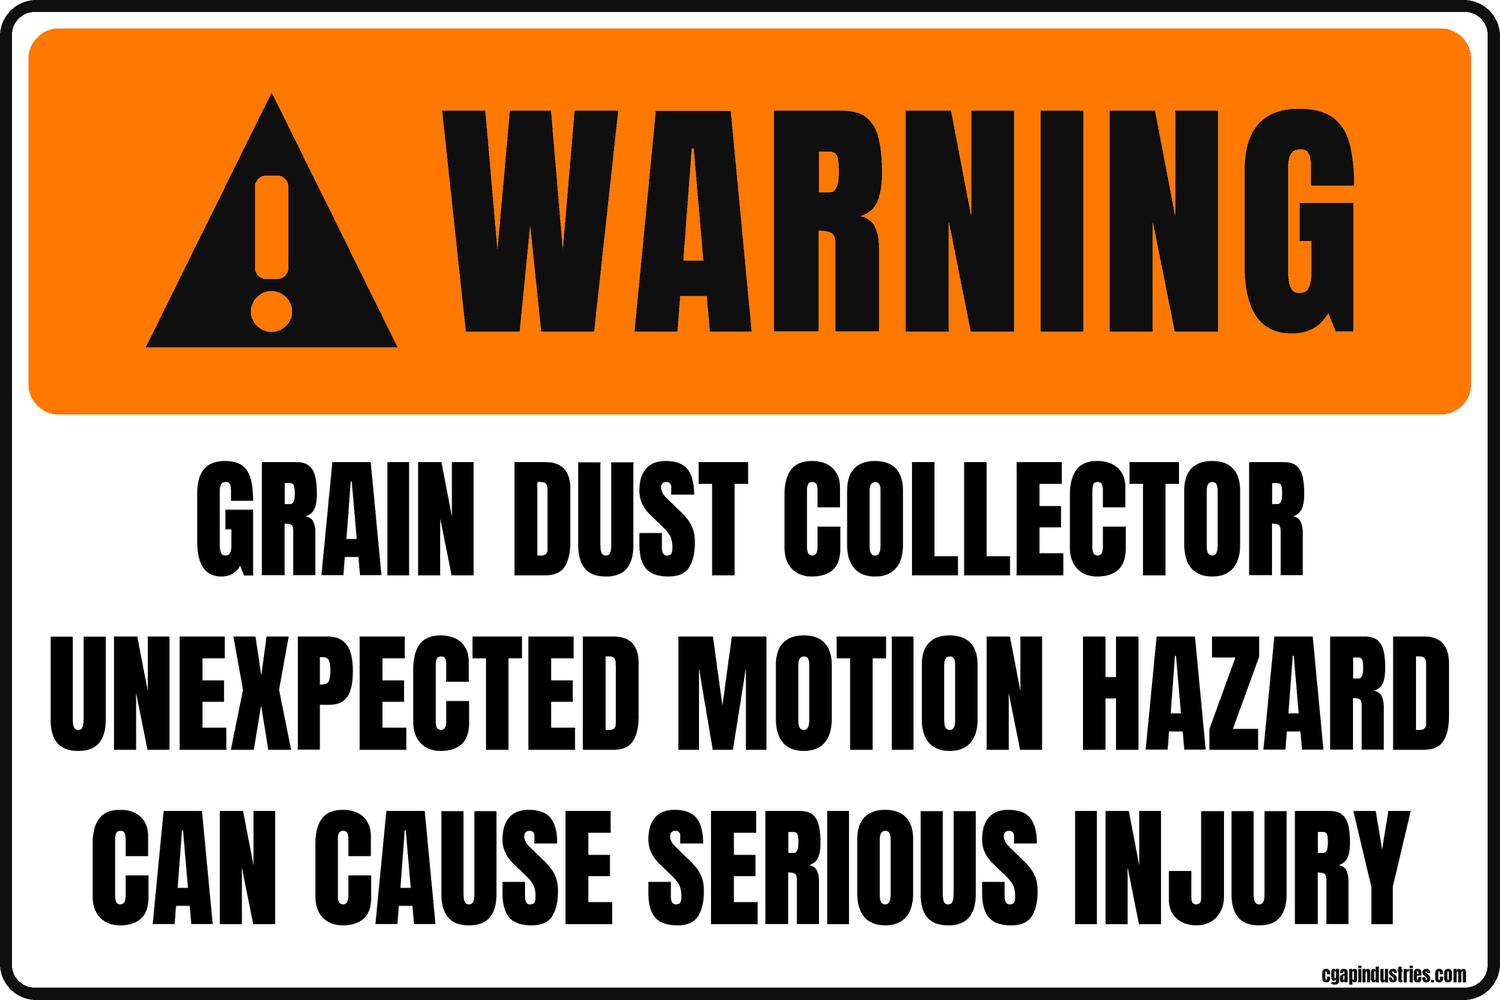 WARNING
GRAIN DUST COLLECTOR
UNEXPECTED MOTION HAZARD
CAN CAUSE SERIOUS INJURY
cgapindustries.com